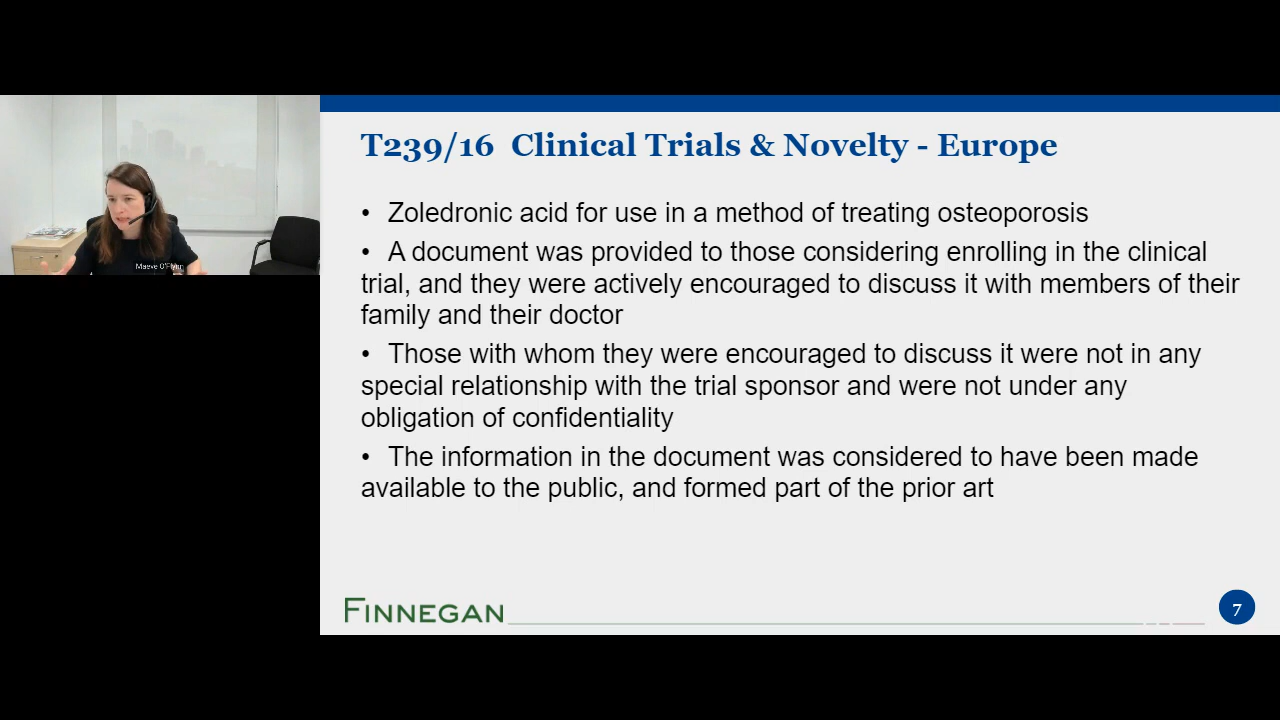 T239/16 Clinical Trials & Novelty - Europe
• Zoledronic acid for use in a method of treating osteoporosis
• A document was provided to those considering enrolling in the clinical
trial, and they were actively encouraged to discuss it with members of their
family and their doctor
• Those with whom they were encouraged to discuss it were not in any
special relationship with the trial sponsor and were not under any
obligation of confidentiality
• The information in the document was considered to have been made
available to the public, and formed part of the prior art
Maeve O'Flynn
FINNEGAN
7